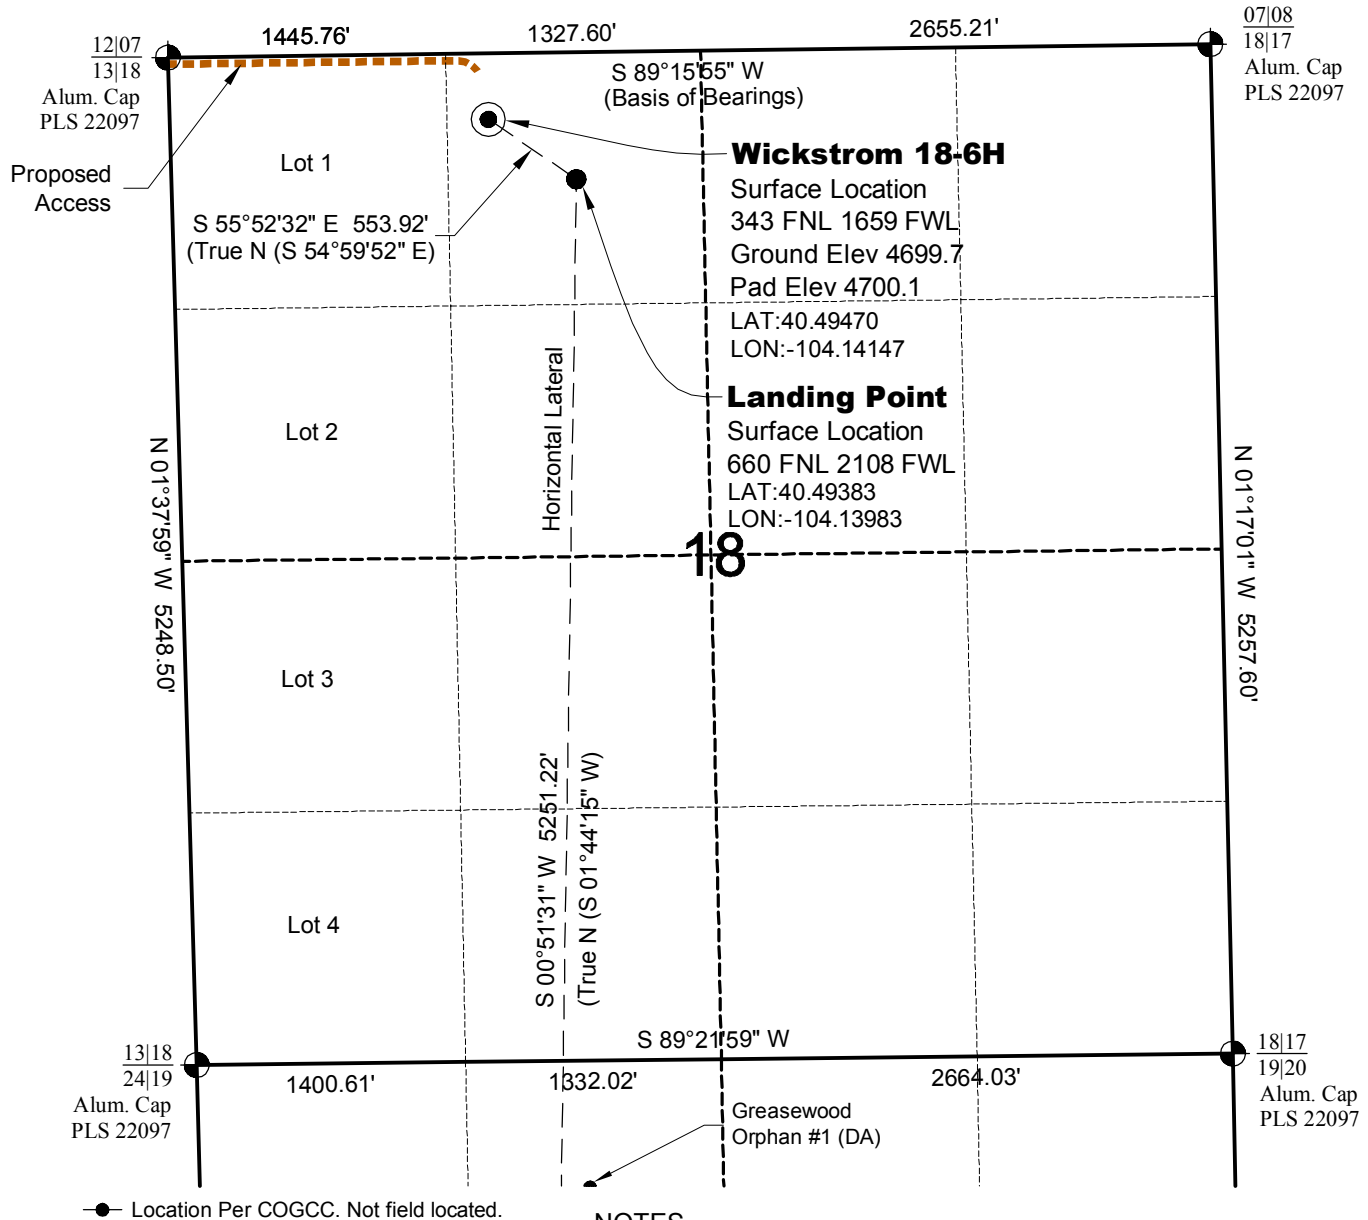 1445.76'
1327.60'
2655.21'
12|07
13|18
Alum. Cap
PLS 22097
07|08
18|17
Alum. Cap
PLS 22097
S 89°15'55" W
(Basis of Bearings)
Proposed
Access
Lot 1
S 55°52'32" E 553.92'
(True N (S 54°59'52" E)
Wickstrom 18-6H
Surface Location
343 FNL 1659 FWL
Ground Elev 4699.7
Pad Elev 4700.1
LAT:40.49470
LON:-104.14147
Landing Point
Surface Location
660 FNL 2108 FWL
LAT:40.49383
LON:-104.13983
Lot 2
Horizontal Lateral
N 01°37'59" W 5248.50'
N 01°17'01" W 5257.60'
18
Lot 3
S 00°51'31" W 5251.22'
(True N (S 01°44'15" W)
Lot 4
S 89°21'59" W
13|18
24|19
Alum. Cap
PLS 22097
1400.61'
1332.02'
2664.03'
18|17
19|20
Alum. Cap
PLS 22097
Greasewood
Orphan #1 (DA)
Location Per COGCC. Not field located.
NOTES